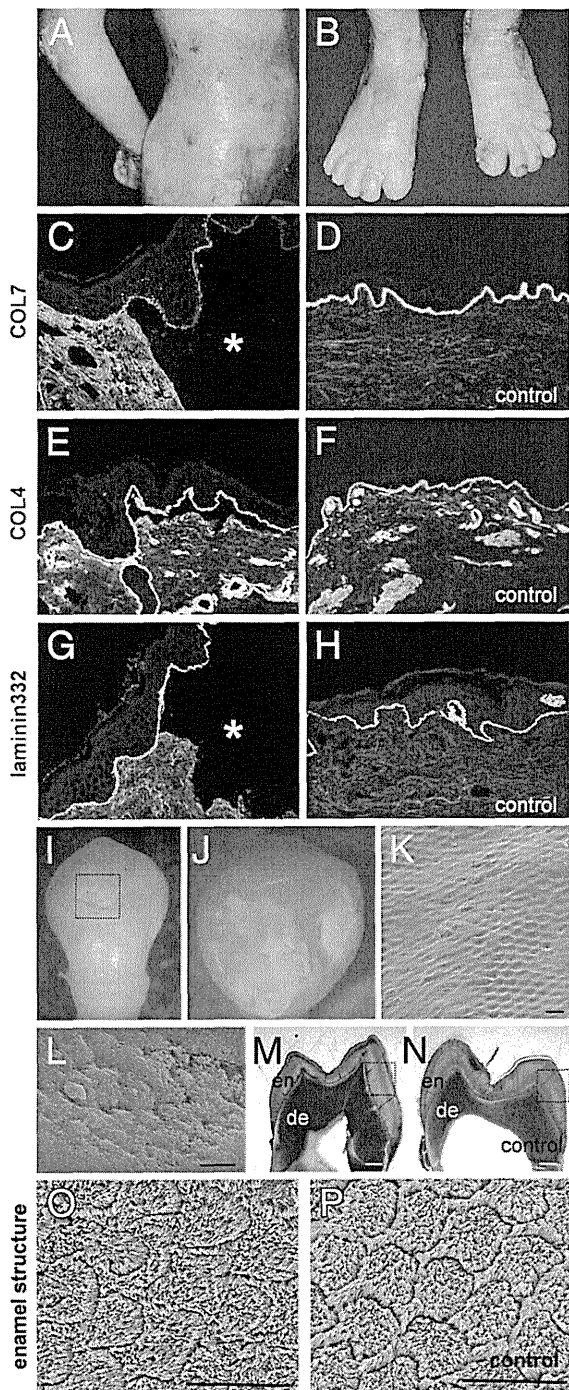 A
B
COL7
C
*
D
control
COL4
E
F
control
laminin332
G
*
H
control
I
J
K
L
M
en
de
N
en
de
control
enamel structure
O
P
control